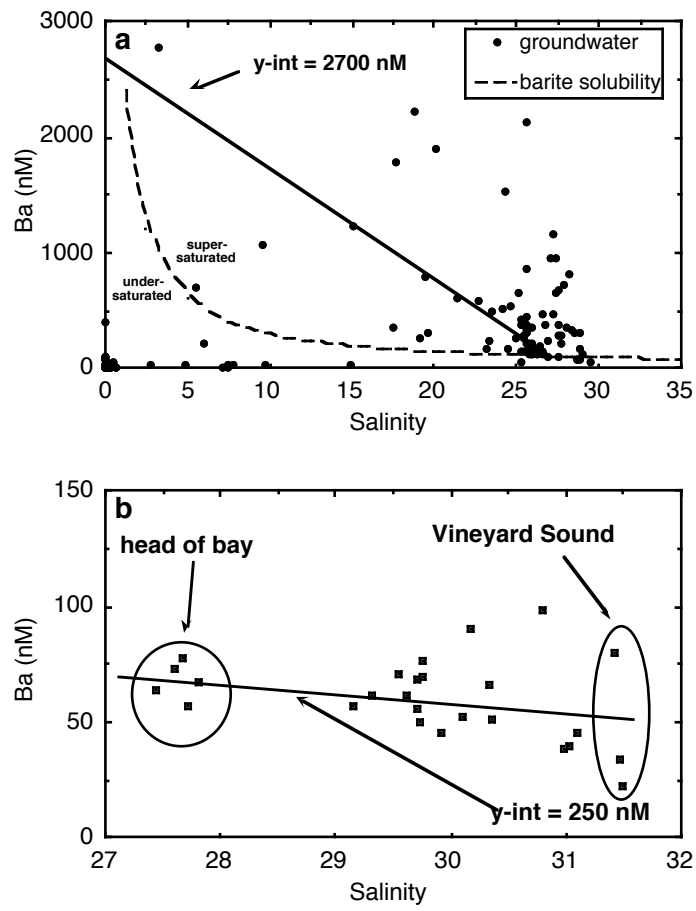 3000
a
y-int = 2700 nM
groundwater
barite solubility
2000
Ba (nM)
1000
super-
saturated
under-
saturated
0
0 5 10 15 20 25 30 35
Salinity
150
b
head of bay
Vineyard Sound
100
Ba (nM)
50
y-int = 250 nM
0
27 28 29 30 31 32
Salinity